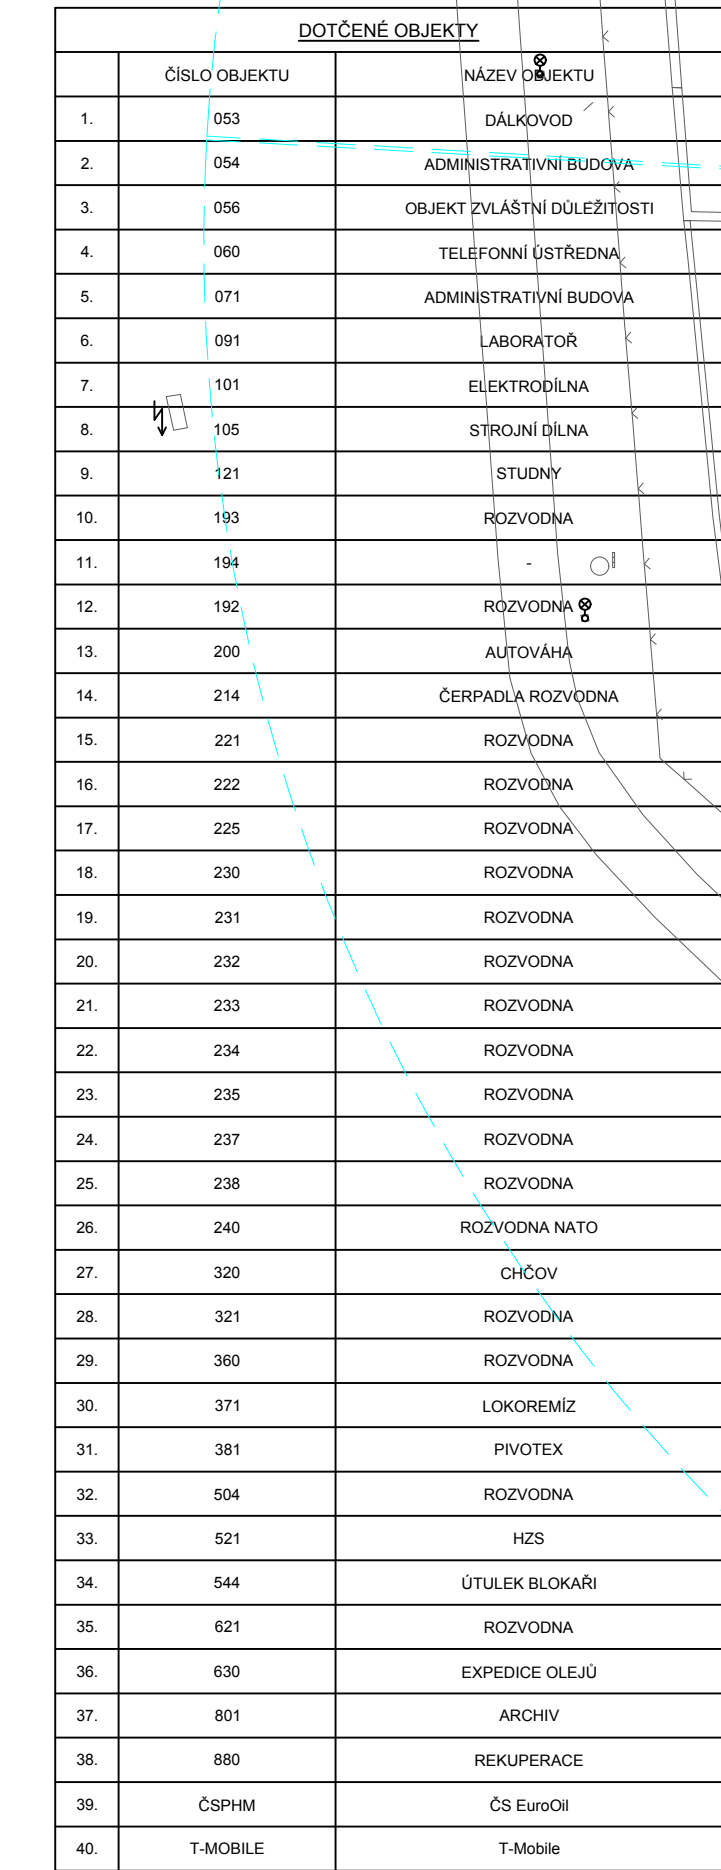 DOTČENÉ OBJEKTY
ČÍSLO OBJEKTU NÁZEV OBJEKTU
1. 053 DÁLKOVOD
2. 054 ADMINISTRATIVNÍ BUDOVA
3. 056 OBJEKT ZVLÁŠTNÍ DŮLEŽITOSTI
4. 060 TELEFONNÍ ÚSTŘEDNA
5. 071 ADMINISTRATIVNÍ BUDOVA
6. 091 LABORATOŘ
7. 101 ELEKTRODÍLNA
8. 105 STROJNÍ DÍLNA
9. 121 STUDNY
10. 193 ROZVODNA
11. 194 -
12. 192 ROZVODNA
13. 200 AUTOVÁHA
14. 214 ČERPADLA ROZVODNA
15. 221 ROZVODNA
16. 222 ROZVODNA
17. 225 ROZVODNA
18. 230 ROZVODNA
19. 231 ROZVODNA
20. 232 ROZVODNA
21. 233 ROZVODNA
22. 234 ROZVODNA
23. 235 ROZVODNA
24. 237 ROZVODNA
25. 238 ROZVODNA
26. 240 ROZVODNA NATO
27. 320 CHČOV
28. 321 ROZVODNA
29. 360 ROZVODNA
30. 371 LOKOREMÍZ
31. 381 PIVOTEX
32. 504 ROZVODNA
33. 521 HZS
34. 544 ÚTULEK BLOKAŘI
35. 621 ROZVODNA
36. 630 EXPEDICE OLEJŮ
37. 801 ARCHIV
38. 880 REKUPERACE
39. ČSPHM ČS EuroOil
40. T-MOBILE T-Mobile